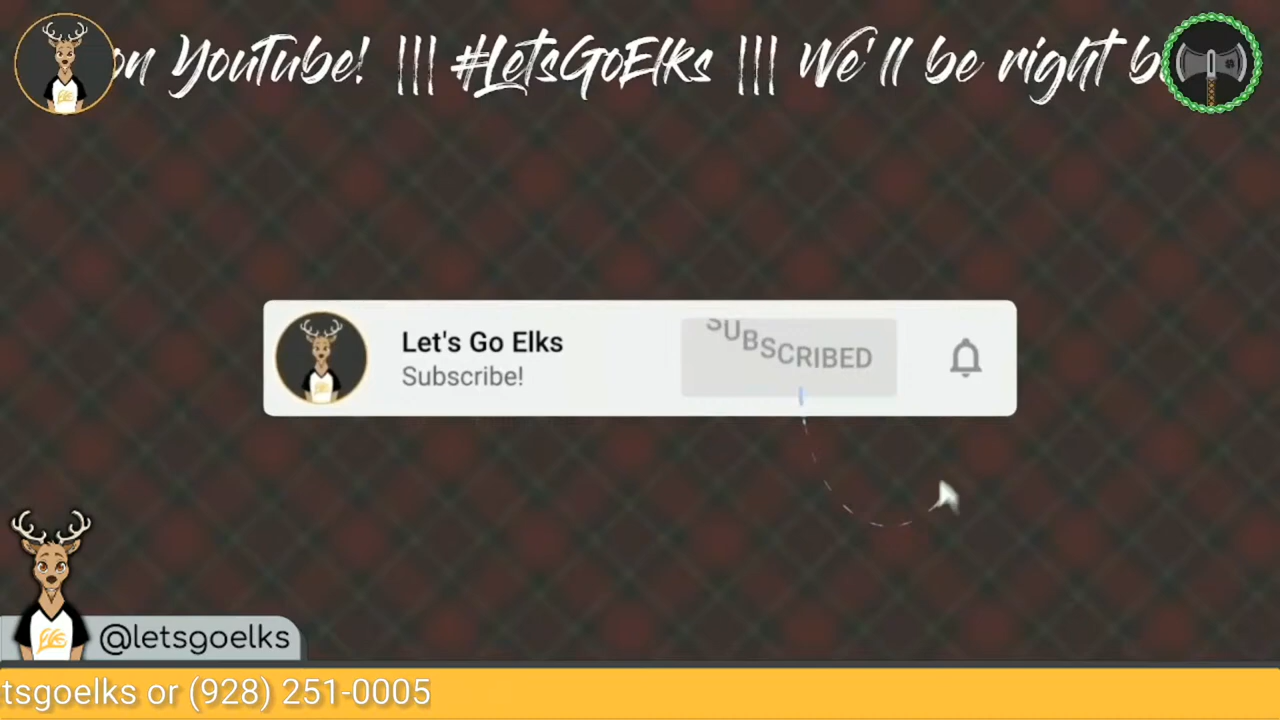 on YouTube! ||| #LetsGoElks ||| We'll be right b
Let's Go Elks
Subscribe!
SUBSCRIBED
@letsgoelks
tsgoelks or (928) 251-0005